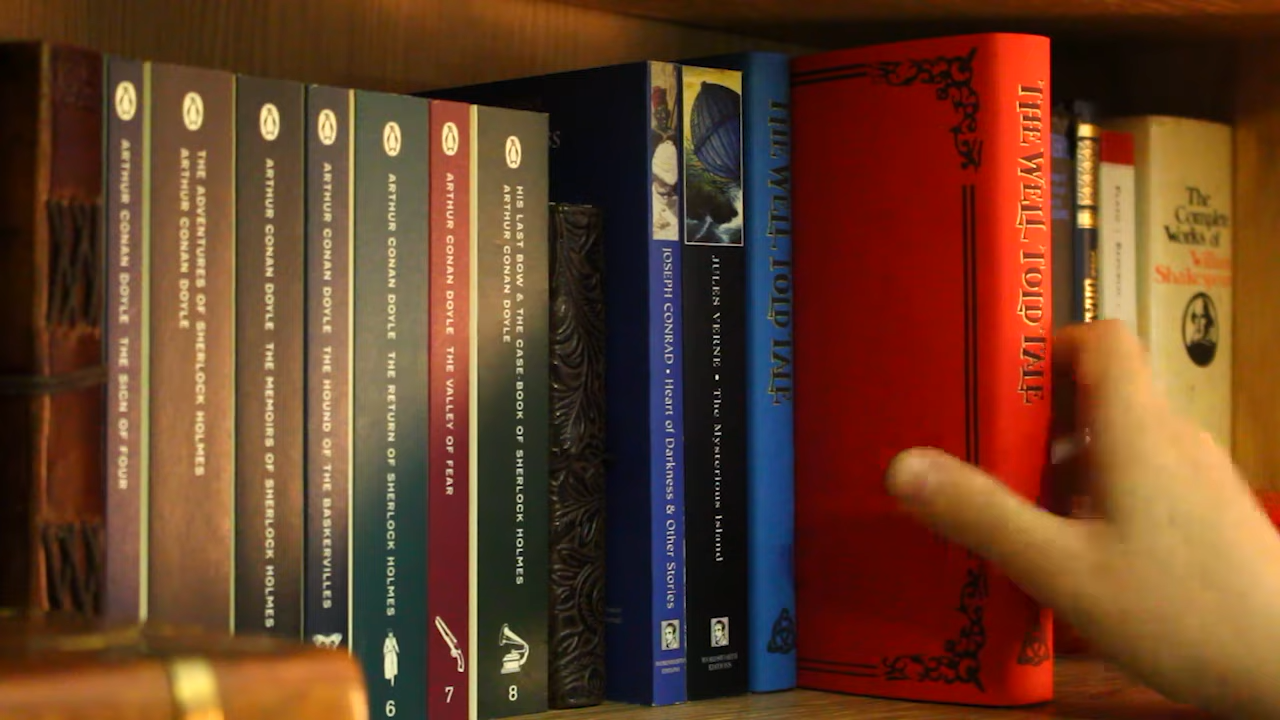 ARTHUR CONAN DOYLE THE SIGN OF FOUR
THE ADVENTURES OF SHERLOCK HOLMES
ARTHUR CONAN DOYLE
ARTHUR CONAN DOYLE THE MEMOIRS OF SHERLOCK HOLMES
ARTHUR CONAN DOYLE THE HOUND OF THE BASKERVILLES
ARTHUR CONAN DOYLE THE RETURN OF SHERLOCK HOLMES
6
ARTHUR CONAN DOYLE THE VALLEY OF FEAR
7
HIS LAST BOW & THE CASE-BOOK OF SHERLOCK HOLMES
ARTHUR CONAN DOYLE
8
JOSEPH CONRAD • Heart of Darkness & Other Stories
JULEN VERNE • The Mysterious Island
THE WELL TOLD TALE
THE WELL TOLD TALE
The
Complete
Works of
William
Shakespeare